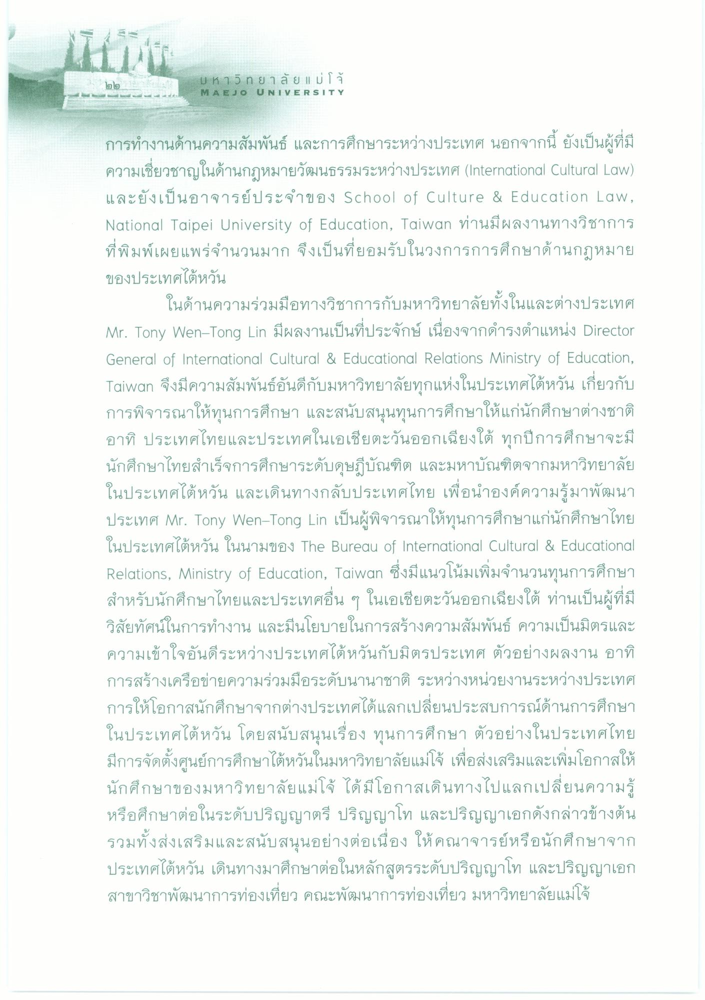 มหาวิทยาลัยแม่โจ้
๒๒
MAEJO UNIVERSITY
การทำงานด้านความสัมพันธ์ และการศึกษาระหว่างประเทศ นอกจากนี้ ยังเป็นผู้ที่มี
ความเชี่ยวชาญในด้านกฎหมายวัฒนธรรมระหว่างประเทศ (International Cultural Law)
และยังเป็นอาจารย์ประจำของ School of Culture & Education Law,
National Taipei University of Education, Taiwan ท่านมีผลงานทางวิชาการ
ที่พิมพ์เผยแพร่จำนวนมาก จึงเป็นที่ยอมรับในวงการการศึกษาด้านกฎหมาย
ของประเทศไต้หวัน
ในด้านความร่วมมือทางวิชาการกับมหาวิทยาลัยทั้งในและต่างประเทศ
Mr. Tony Wen–Tong Lin มีผลงานเป็นที่ประจักษ์ เนื่องจากดำรงตำแหน่ง Director
General of International Cultural & Educational Relations Ministry of Education,
Taiwan จึงมีความสัมพันธ์อันดีกับมหาวิทยาลัยทุกแห่งในประเทศไต้หวัน เกี่ยวกับ
การพิจารณาให้ทุนการศึกษา และสนับสนุนทุนการศึกษาให้แก่นักศึกษาต่างชาติ
อาทิ ประเทศไทยและประเทศในเอเชียตะวันออกเฉียงใต้ ทุกปีการศึกษาจะมี
นักศึกษาไทยสำเร็จการศึกษาระดับดุษฎีบัณฑิต และมหาบัณฑิตจากมหาวิทยาลัย
ในประเทศไต้หวัน และเดินทางกลับประเทศไทย เพื่อนำองค์ความรู้มาพัฒนา
ประเทศ Mr. Tony Wen–Tong Lin เป็นผู้พิจารณาให้ทุนการศึกษาแก่นักศึกษาไทย
ในประเทศไต้หวัน ในนามของ The Bureau of International Cultural & Educational
Relations, Ministry of Education, Taiwan ซึ่งมีแนวโน้มเพิ่มจำนวนทุนการศึกษา
สำหรับนักศึกษาไทยและประเทศอื่น ๆ ในเอเชียตะวันออกเฉียงใต้ ท่านเป็นผู้ที่มี
วิสัยทัศน์ในการทำงาน และมีนโยบายในการสร้างความสัมพันธ์ ความเป็นมิตรและ
ความเข้าใจอันดีระหว่างประเทศไต้หวันกับมิตรประเทศ ตัวอย่างผลงาน อาทิ
การสร้างเครือข่ายความร่วมมือระดับนานาชาติ ระหว่างหน่วยงานระหว่างประเทศ
การให้โอกาสนักศึกษาจากต่างประเทศได้แลกเปลี่ยนประสบการณ์ด้านการศึกษา
ในประเทศไต้หวัน โดยสนับสนุนเรื่อง ทุนการศึกษา ตัวอย่างในประเทศไทย
มีการจัดตั้งศูนย์การศึกษาไต้หวันในมหาวิทยาลัยแม่โจ้ เพื่อส่งเสริมและเพิ่มโอกาสให้
นักศึกษาของมหาวิทยาลัยแม่โจ้ ได้มีโอกาสเดินทางไปแลกเปลี่ยนความรู้
หรือศึกษาต่อในระดับปริญญาตรี ปริญญาโท และปริญญาเอกดังกล่าวข้างต้น
รวมทั้งส่งเสริมและสนับสนุนอย่างต่อเนื่อง ให้คณาจารย์หรือนักศึกษาจาก
ประเทศไต้หวัน เดินทางมาศึกษาต่อในหลักสูตรระดับปริญญาโท และปริญญาเอก
สาขาวิชาพัฒนาการท่องเที่ยว คณะพัฒนาการท่องเที่ยว มหาวิทยาลัยแม่โจ้